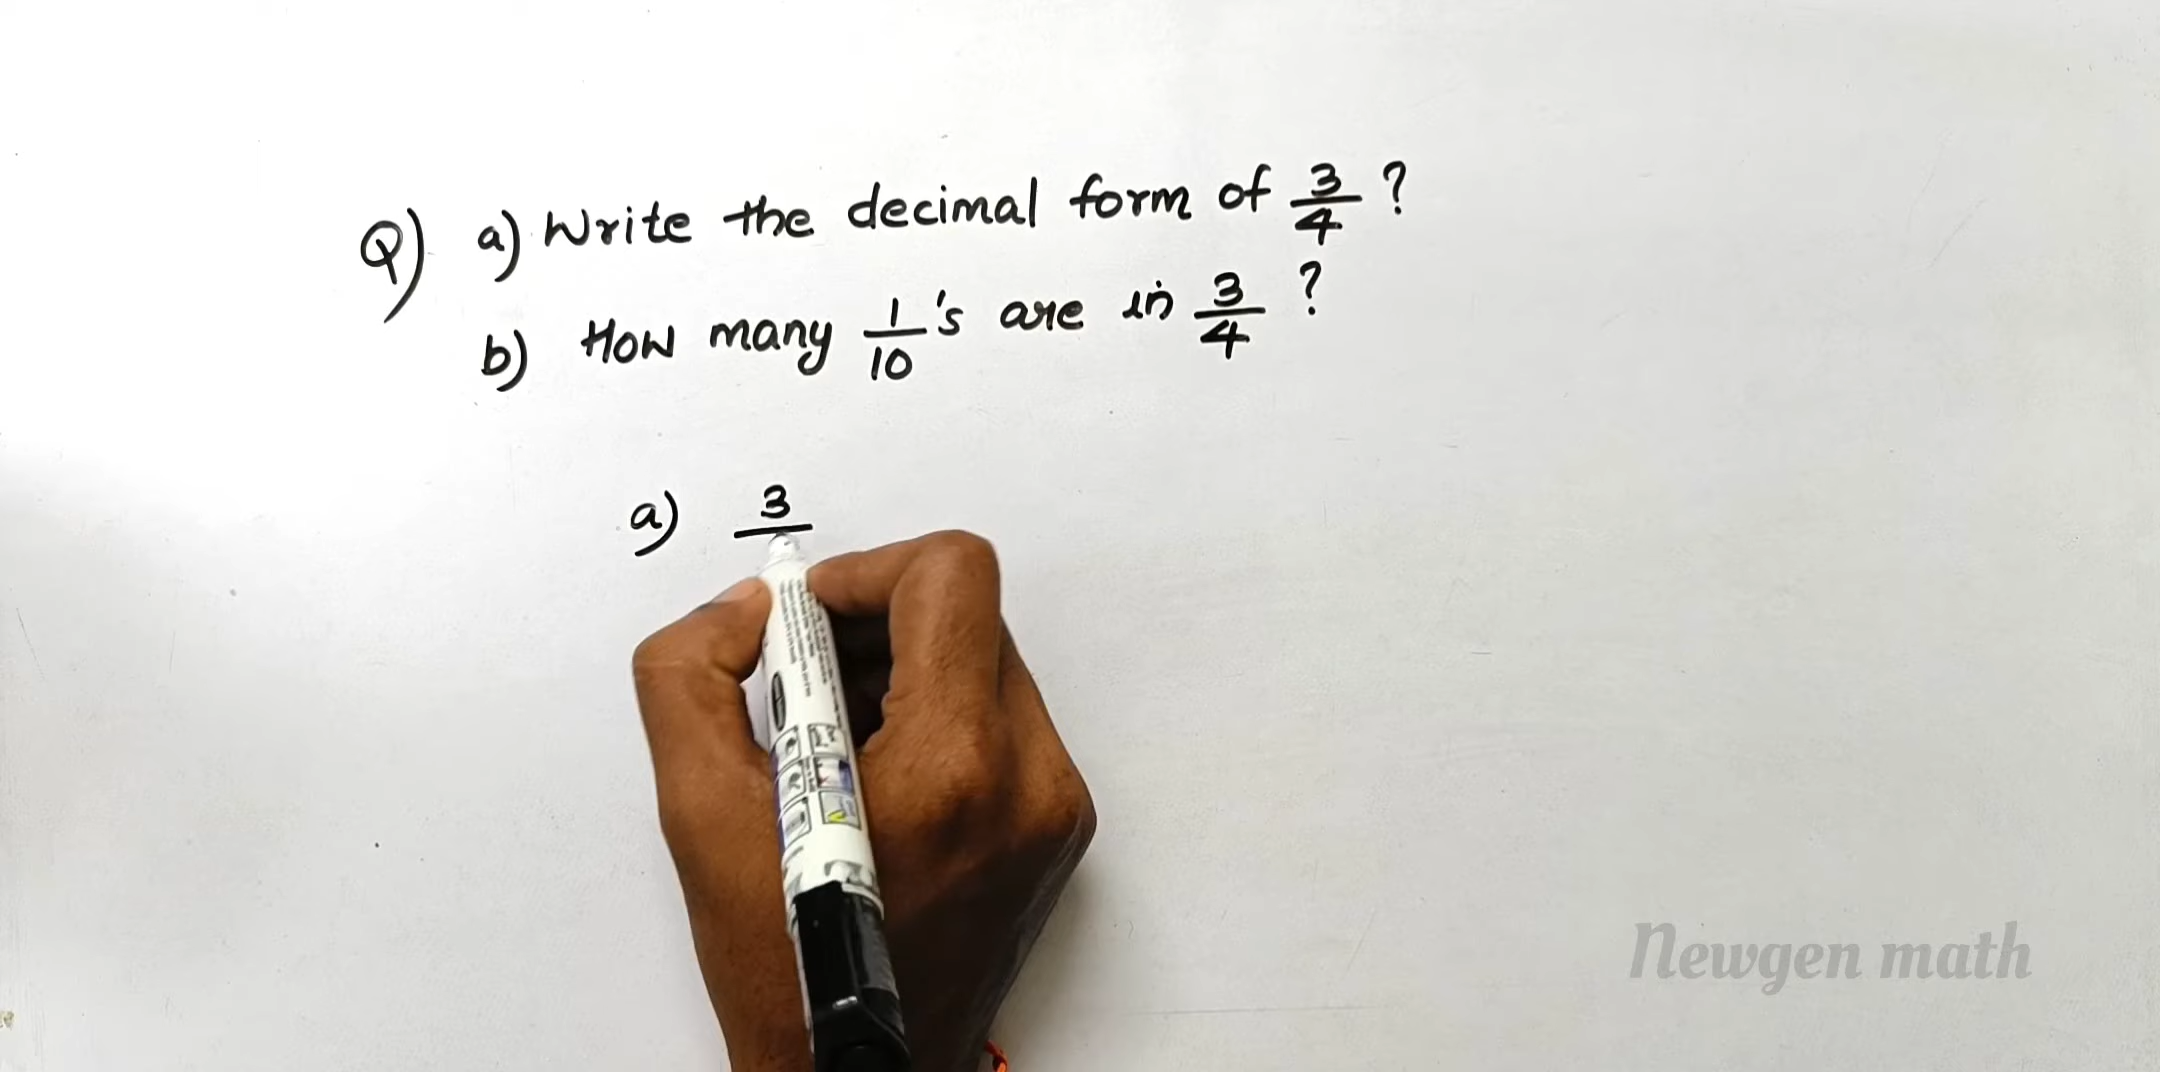 Q) a) Write the decimal form of 3/4 ?
b) How many 1/10's are in 3/4 ?
a) 3
Newgen math